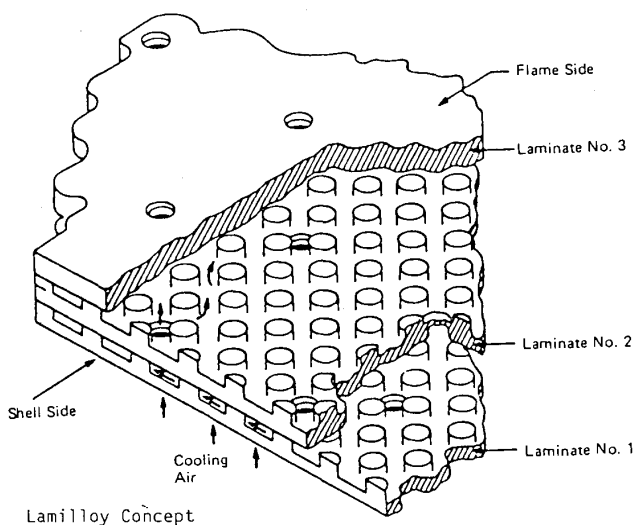 Flame Side
Laminate No. 3
Laminate No. 2
Shell Side
Laminate No. 1
Cooling
Air
Lamilloy Concept